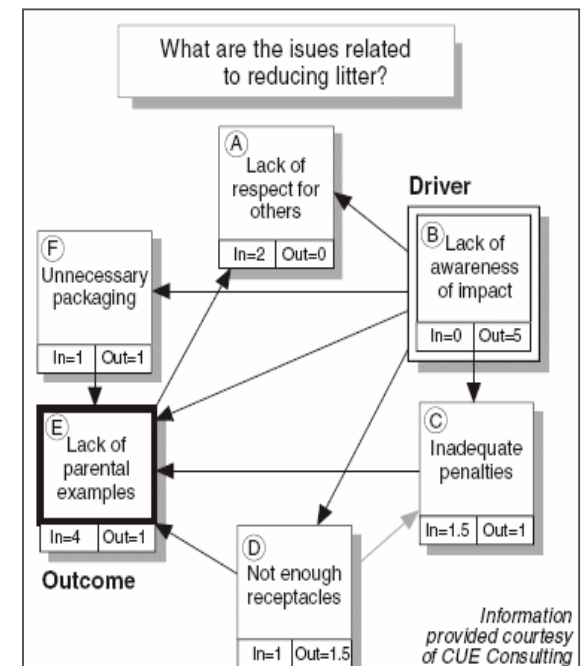 What are the isues related
to reducing litter?
A
Lack of
respect for
others
In=2 Out=0
Driver
B
Lack of
awareness
of impact
In=0 Out=5
F
Unnecessary
packaging
In=1 Out=1
E
Lack of
parental
examples
In=4 Out=1
Outcome
C
Inadequate
penalties
In=1.5 Out=1
D
Not enough
receptacles
In=1 Out=1.5
Information
provided courtesy
of CUE Consulting